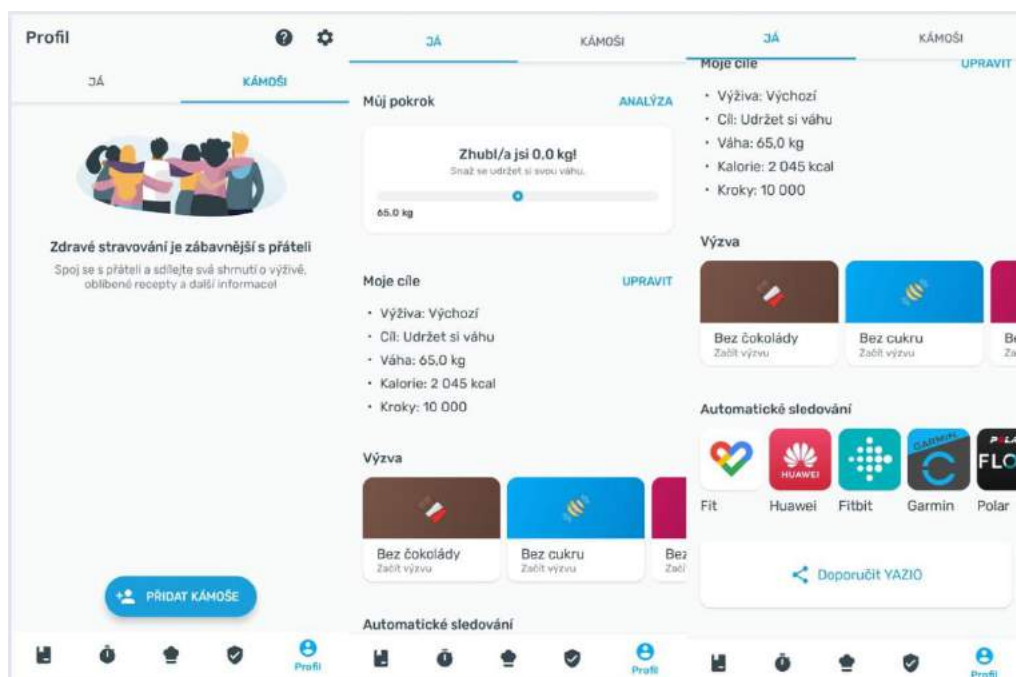 Profil
JÁ
KÁMOŠI
Zdravé stravování je zábavnější s přáteli
Spoj se s přáteli a sdílejte svá shrnutí o výživě,
oblíbené recepty a další informace!
PŘIDAT KÁMOŠE
Profil
JÁ
KÁMOŠI
Můj pokrok
ANALÝZA
Zhubl/a jsi 0,0 kg!
Snaž se udržet si svou váhu.
65.0 kg
Moje cíle
UPRAVIT
• Výživa: Výchozí
• Cíl: Udržet si váhu
• Váha: 65,0 kg
• Kalorie: 2 045 kcal
• Kroky: 10 000
Výzva
Bez čokolády
Začít výzvu
Bez cukru
Začít výzvu
Bez
Zači
Automatické sledování
Profil
JÁ
KÁMOŠI
Moje cíle
UPRAVIT
• Výživa: Výchozí
• Cíl: Udržet si váhu
• Váha: 65,0 kg
• Kalorie: 2 045 kcal
• Kroky: 10 000
Výzva
Bez čokolády
Začít výzvu
Bez cukru
Začít výzvu
Be
Za
Automatické sledování
HUAWEI
GARMIN
POLA
FLO
Fit
Huawei
Fitbit
Garmin
Polar
Doporučit YAZIO
Profil